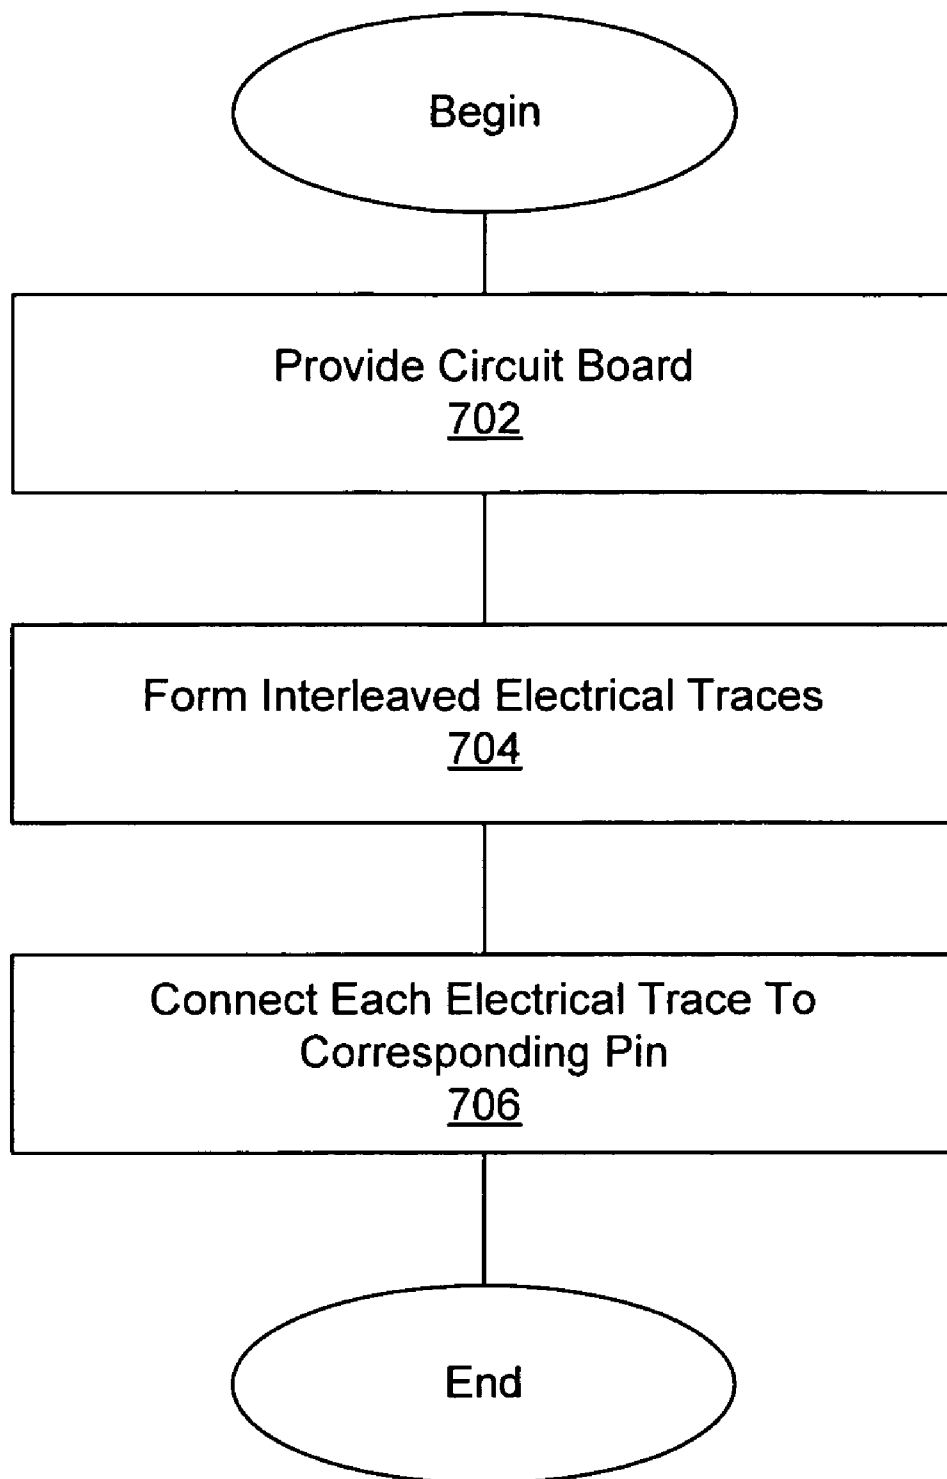 Begin
Provide Circuit Board
702
Form Interleaved Electrical Traces
704
Connect Each Electrical Trace To
Corresponding Pin
706
End